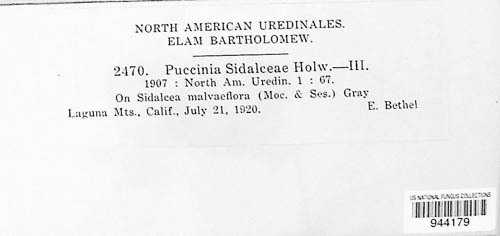 NORTH AMERICAN UREDINALES.
ELAM BARTHOLOMEW.
2470. Puccinia Sidalceae Holw.—III.
1907 : North Am. Uredin. 1 : 67.
On Sidalcea malvaeflora (Moc. & Ses.) Gray
Laguna Mts., Calif., July 21, 1920. E. Bethel
US NATIONAL FUNGUS COLLECTIONS
944179